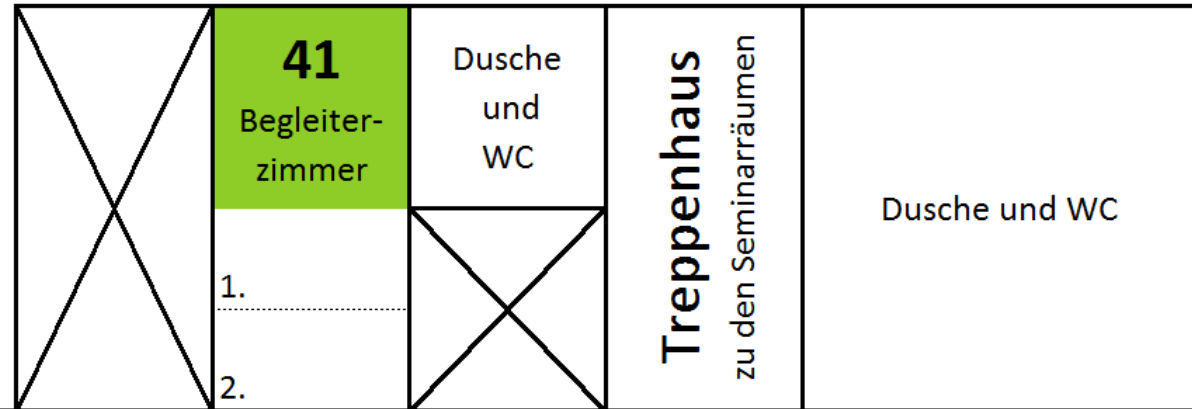 41
Begleiter-
zimmer
1.
2.
Dusche
und
WC
Treppenhaus
zu den Seminarräumen
Dusche und WC